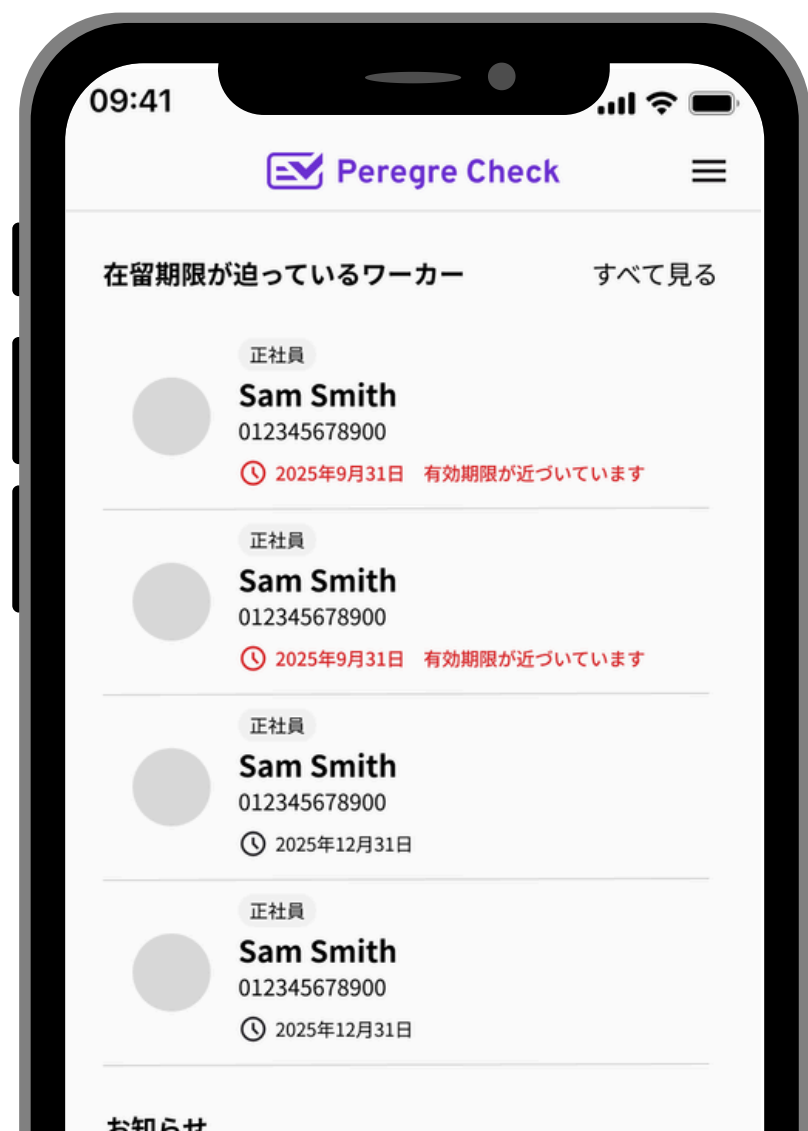 09:41
Peregre Check
在留期限が迫っているワーカー すべて見る
正社員
Sam Smith
012345678900
2025年9月31日 有効期限が近づいています
正社員
Sam Smith
012345678900
2025年9月31日 有効期限が近づいています
正社員
Sam Smith
012345678900
2025年12月31日
正社員
Sam Smith
012345678900
2025年12月31日
お知らせ